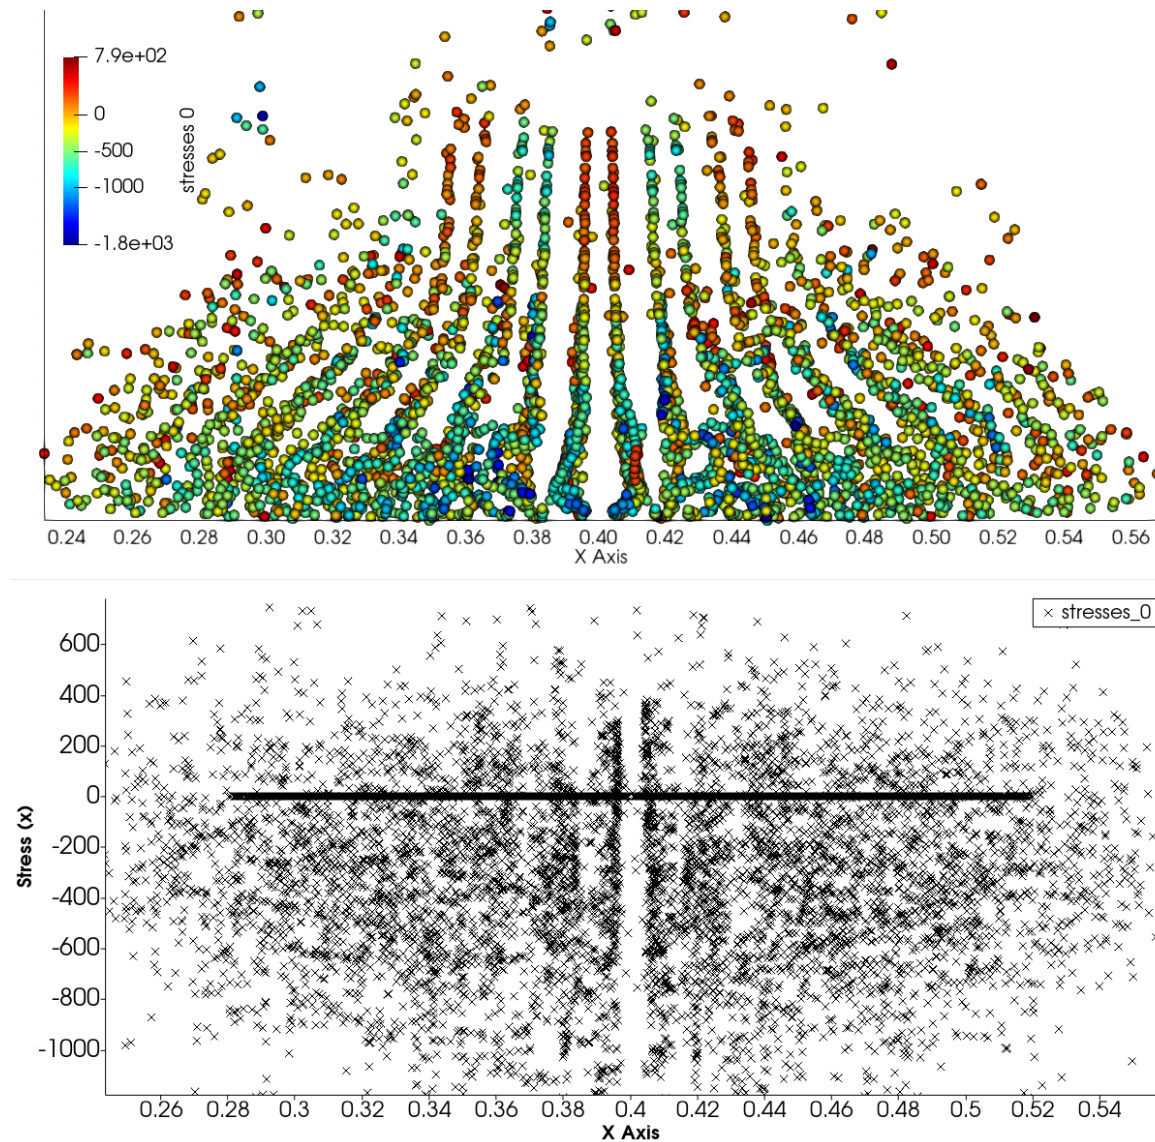 7.9e+02
0
-500
-1000
-1.8e+03
stresses 0
0.24 0.26 0.28 0.30 0.32 0.34 0.36 0.38 0.40 0.42 0.44 0.46 0.48 0.50 0.52 0.54 0.56
X Axis
stresses_0
600
400
200
0
-200
-400
-600
-800
-1000
Stress (x)
0.26 0.28 0.3 0.32 0.34 0.36 0.38 0.4 0.42 0.44 0.46 0.48 0.5 0.52 0.54
X Axis